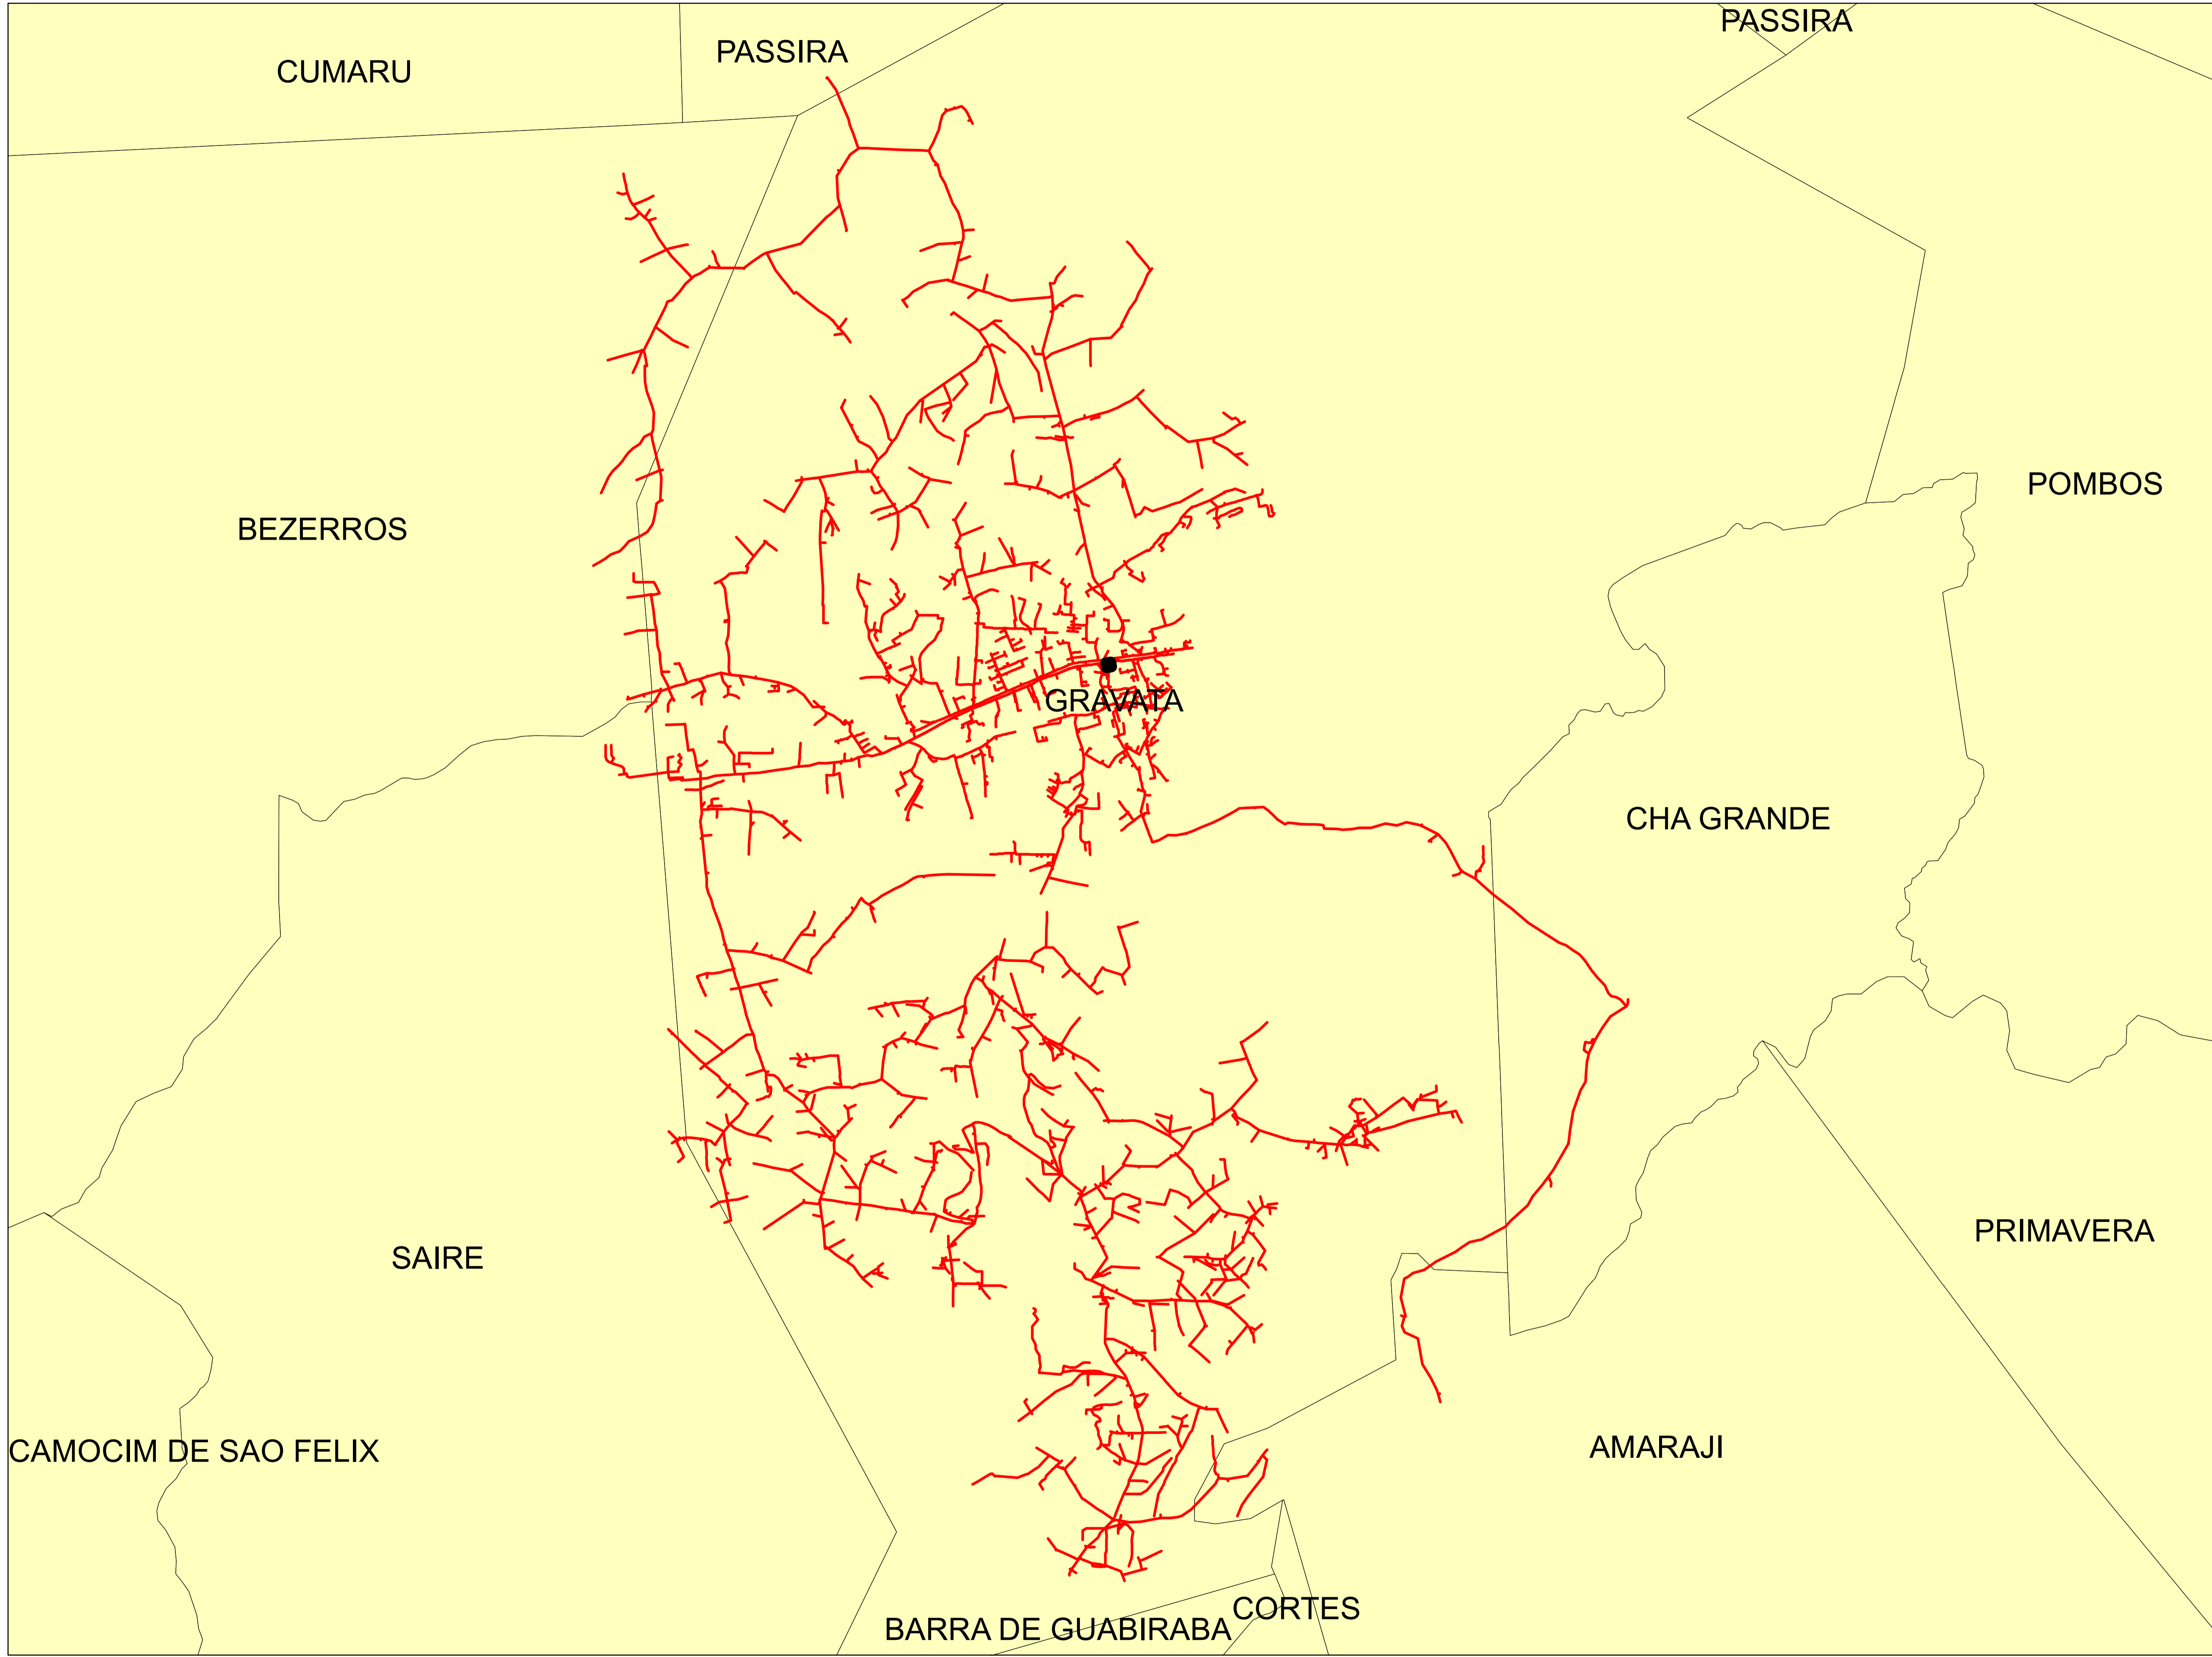 PASSIRA
PASSIRA
CUMARU
POMBOS
BEZERROS
GRAVATA
CHA GRANDE
PRIMAVERA
SAIRE
AMARAJI
CAMOCIM DE SAO FELIX
CORTES
BARRA DE GUABIRABA